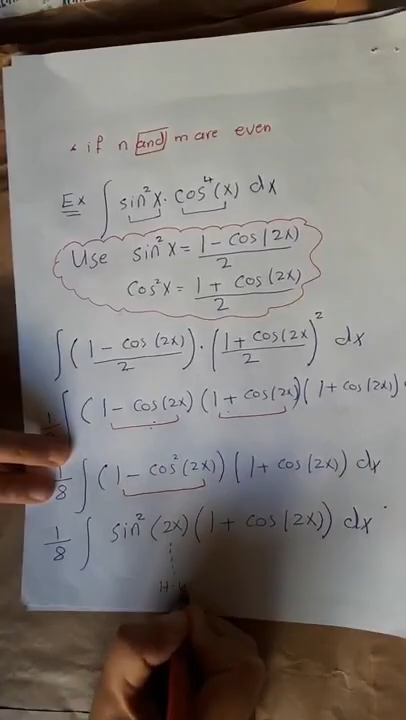 * if n and m are even
Ex ∫ sin²x · cos⁴(x) dx
Use sin²x = (1 - cos(2x))/2
cos²x = (1 + cos(2x))/2
∫ ((1 - cos(2x))/2) · ((1 + cos(2x))/2)² dx
∫ (1 - cos(2x)) (1 + cos(2x)) (1 + cos(2x))
1/8 ∫ (1 - cos²(2x)) (1 + cos(2x)) dx
1/8 ∫ sin²(2x) (1 + cos(2x)) dx